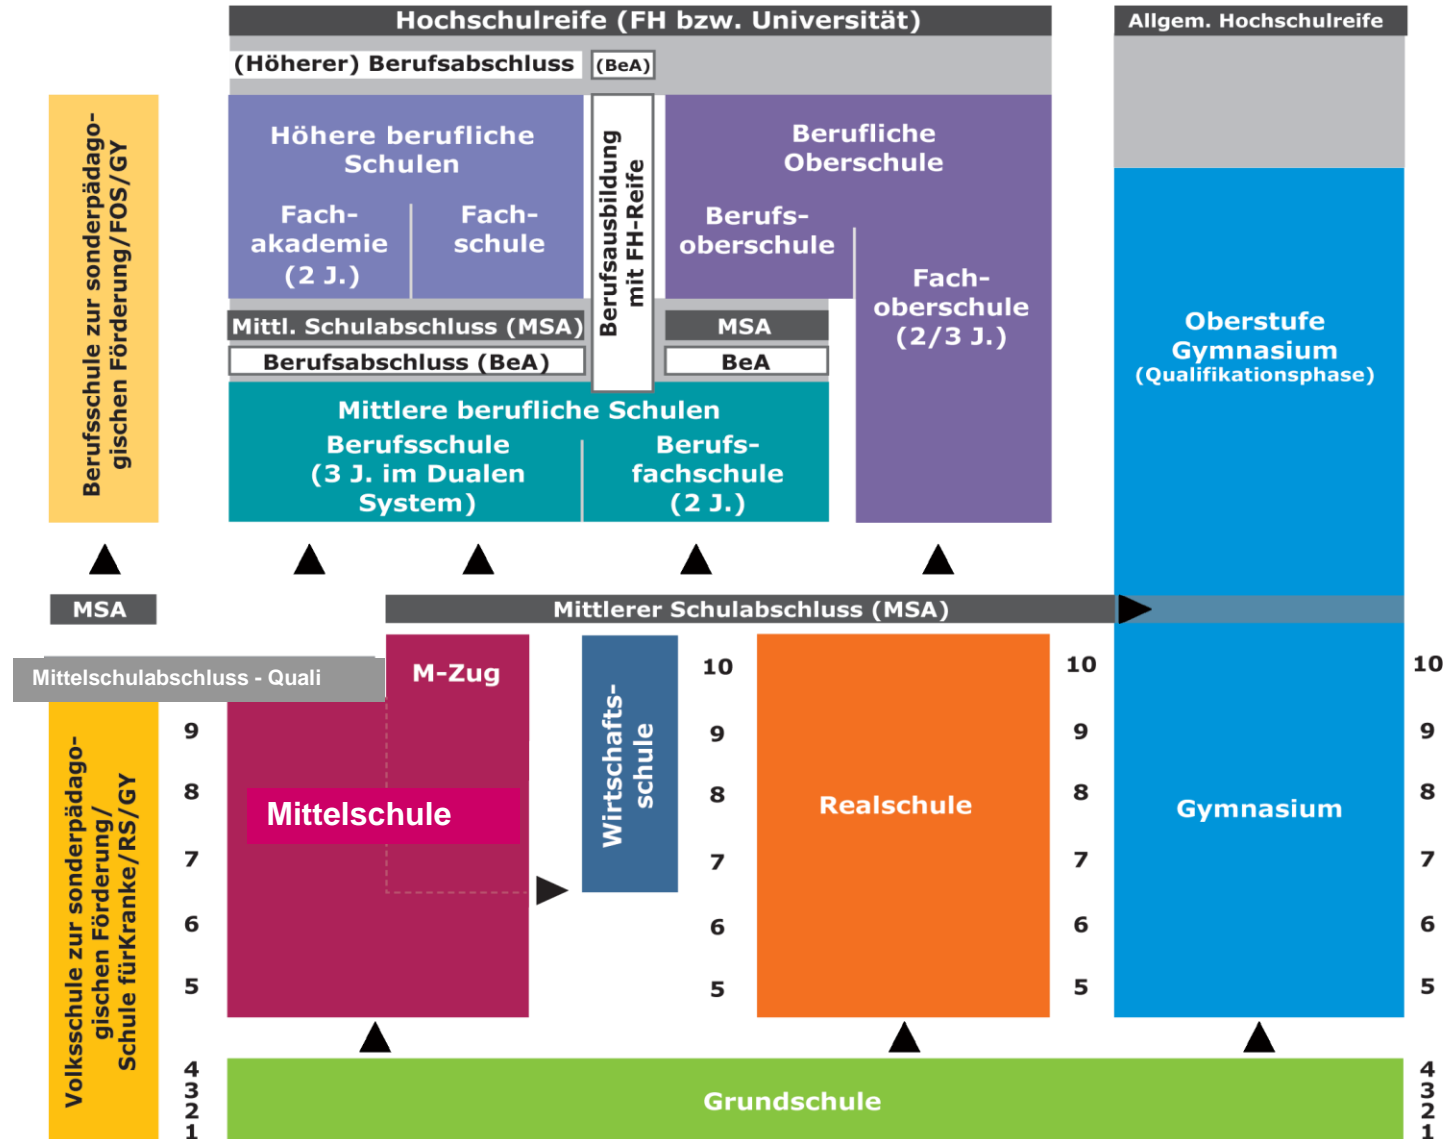 Hochschulreife (FH bzw. Universität)
Allgem. Hochschulreife
(Höherer) Berufsabschluss
(BeA)
Berufsschule zur sonderpädago-
gischen Förderung/FOS/GY
Höhere berufliche
Schulen
Fach-
akademie
(2 J.)
Fach-
schule
Berufsausbildung
mit FH-Reife
Berufliche
Oberschule
Berufs-
oberschule
Fach-
oberschule
(2/3 J.)
Oberstufe
Gymnasium
(Qualifikationsphase)
Mittl. Schulabschluss (MSA)
MSA
Berufsabschluss (BeA)
BeA
Mittlere berufliche Schulen
Berufsschule
(3 J. im Dualen
System)
Berufs-
fachschule
(2 J.)
MSA
Mittlerer Schulabschluss (MSA)
Mittelschulabschluss - Quali
M-Zug
Volksschule zur sonderpädago-
gischen Förderung/
Schule fürKranke/RS/GY
9
8
7
6
5
Mittelschule
Wirtschafts-
schule
10
9
8
7
6
5
Realschule
10
9
8
7
6
5
Gymnasium
10
9
8
7
6
5
4
3
2
1
Grundschule
4
3
2
1